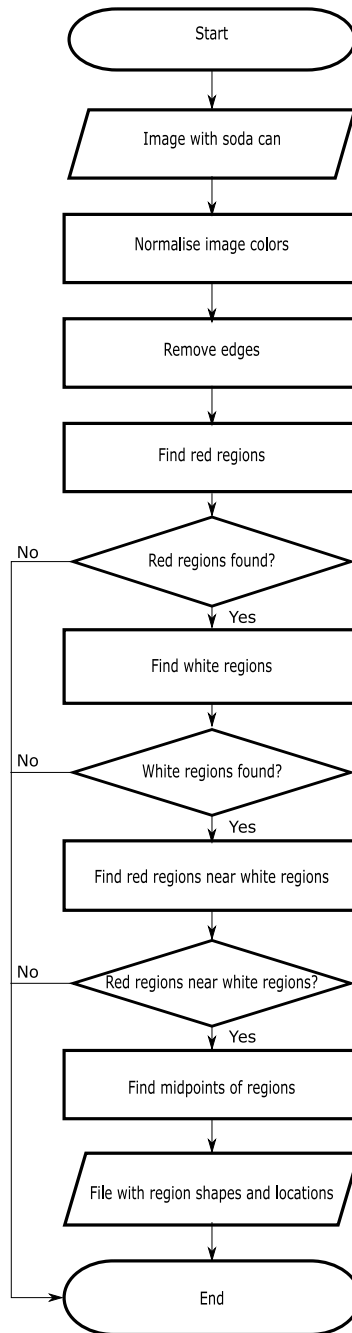 Start
Image with soda can
Normalise image colors
Remove edges
Find red regions
No
Red regions found?
Yes
Find white regions
No
White regions found?
Yes
Find red regions near white regions
No
Red regions near white regions?
Yes
Find midpoints of regions
File with region shapes and locations
End